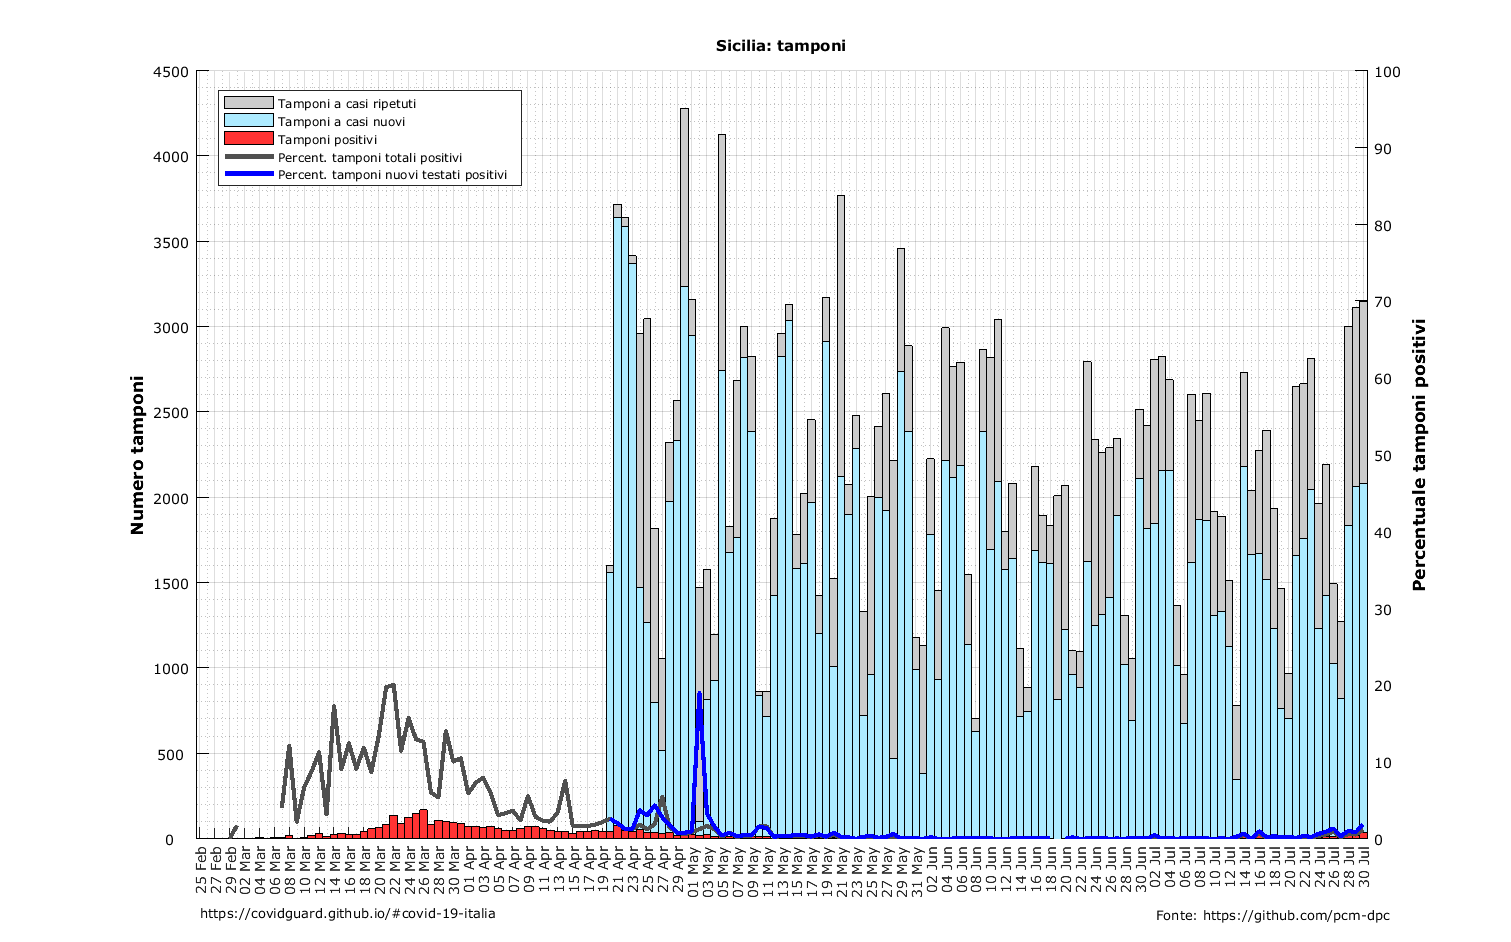 Sicilia: tamponi
Tamponi a casi ripetuti
Tamponi a casi nuovi
Tamponi positivi
Percent. tamponi totali positivi
Percent. tamponi nuovi testati positivi
Numero tamponi
4500
4000
3500
3000
2500
2000
1500
1000
500
0
Percentuale tamponi positivi
100
90
80
70
60
50
40
30
20
10
0
25 Feb
27 Feb
29 Feb
02 Mar
04 Mar
06 Mar
08 Mar
10 Mar
12 Mar
14 Mar
16 Mar
18 Mar
20 Mar
22 Mar
24 Mar
26 Mar
28 Mar
30 Mar
01 Apr
03 Apr
05 Apr
07 Apr
09 Apr
11 Apr
13 Apr
15 Apr
17 Apr
19 Apr
21 Apr
23 Apr
25 Apr
27 Apr
29 Apr
01 May
03 May
05 May
07 May
09 May
11 May
13 May
15 May
17 May
19 May
21 May
23 May
25 May
27 May
29 May
31 May
02 Jun
04 Jun
06 Jun
08 Jun
10 Jun
12 Jun
14 Jun
16 Jun
18 Jun
20 Jun
22 Jun
24 Jun
26 Jun
28 Jun
30 Jun
02 Jul
04 Jul
06 Jul
08 Jul
10 Jul
12 Jul
14 Jul
16 Jul
18 Jul
20 Jul
22 Jul
24 Jul
26 Jul
28 Jul
30 Jul
https://covidguard.github.io/#covid-19-italia
Fonte: https://github.com/pcm-dpc